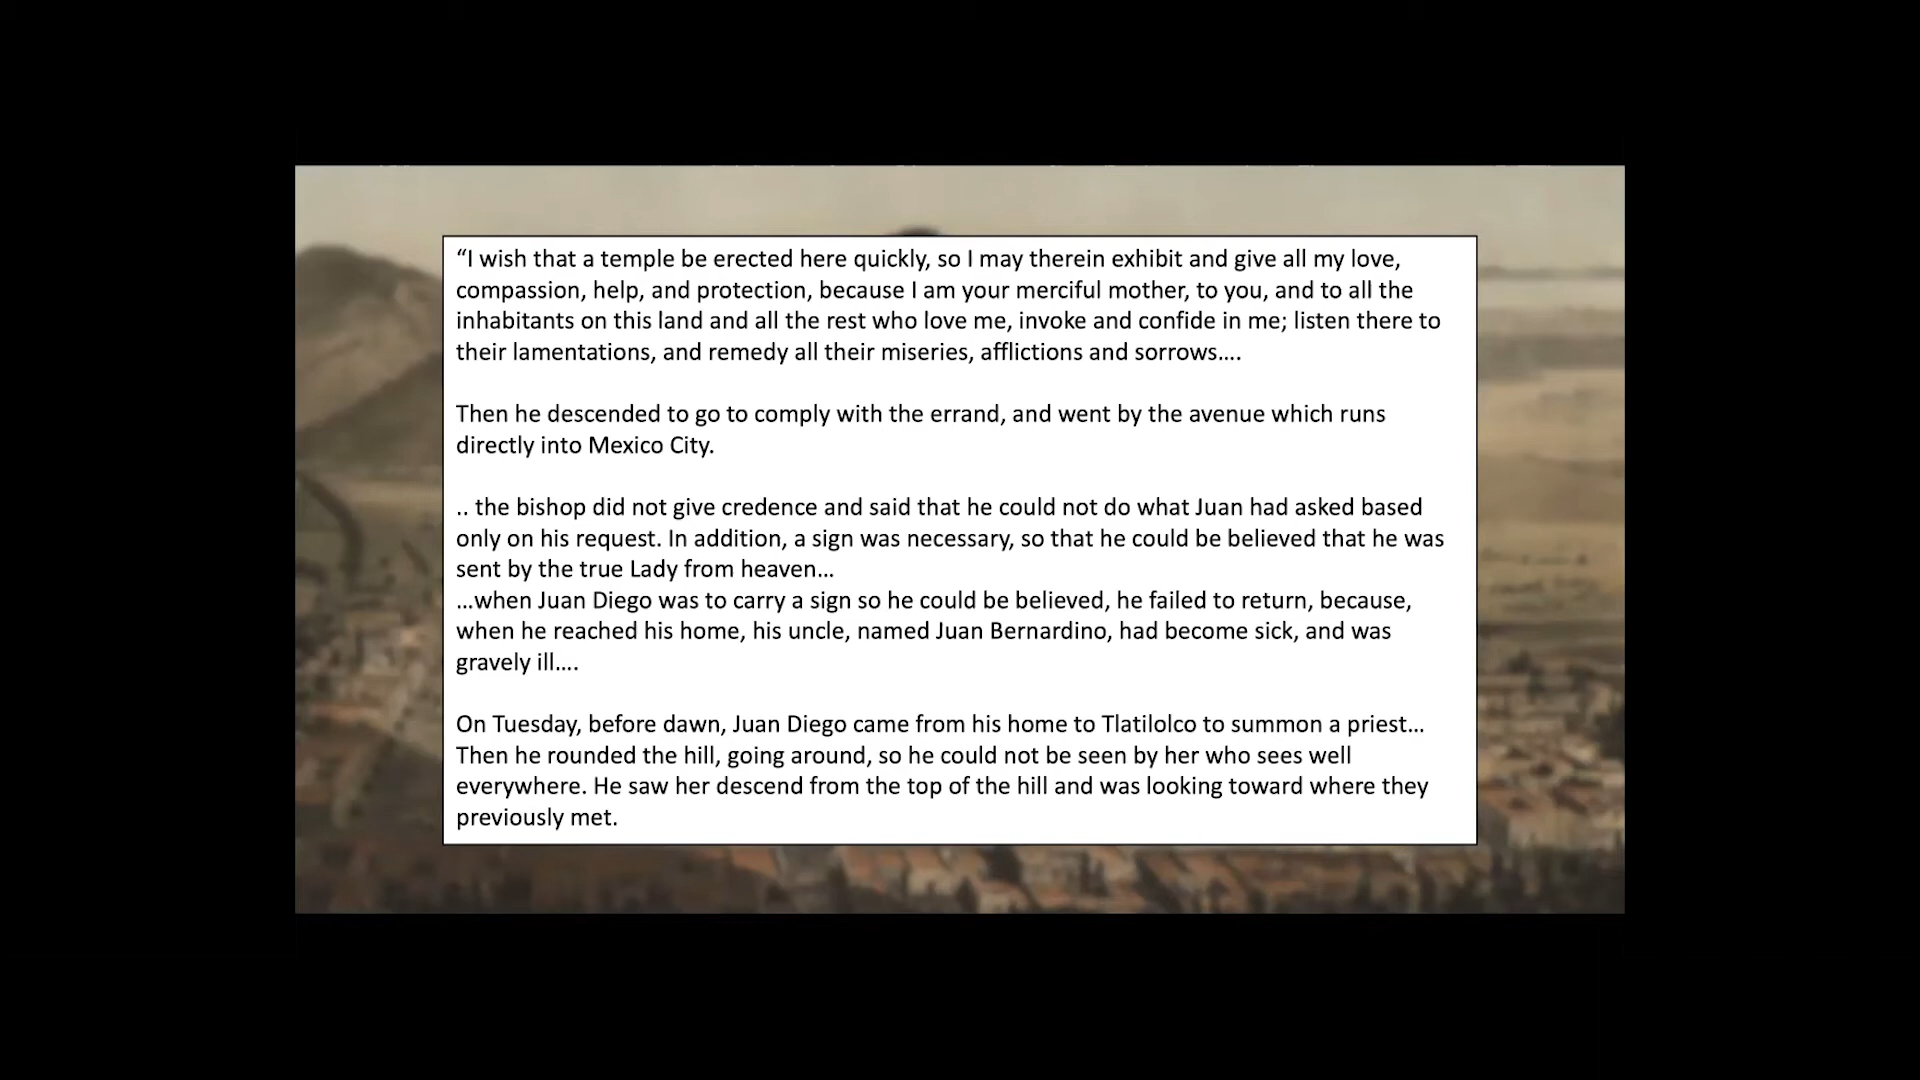 “I wish that a temple be erected here quickly, so I may therein exhibit and give all my love,
compassion, help, and protection, because I am your merciful mother, to you, and to all the
inhabitants on this land and all the rest who love me, invoke and confide in me; listen there to
their lamentations, and remedy all their miseries, afflictions and sorrows….
Then he descended to go to comply with the errand, and went by the avenue which runs
directly into Mexico City.
.. the bishop did not give credence and said that he could not do what Juan had asked based
only on his request. In addition, a sign was necessary, so that he could be believed that he was
sent by the true Lady from heaven…
…when Juan Diego was to carry a sign so he could be believed, he failed to return, because,
when he reached his home, his uncle, named Juan Bernardino, had become sick, and was
gravely ill….
On Tuesday, before dawn, Juan Diego came from his home to Tlatilolco to summon a priest…
Then he rounded the hill, going around, so he could not be seen by her who sees well
everywhere. He saw her descend from the top of the hill and was looking toward where they
previously met.